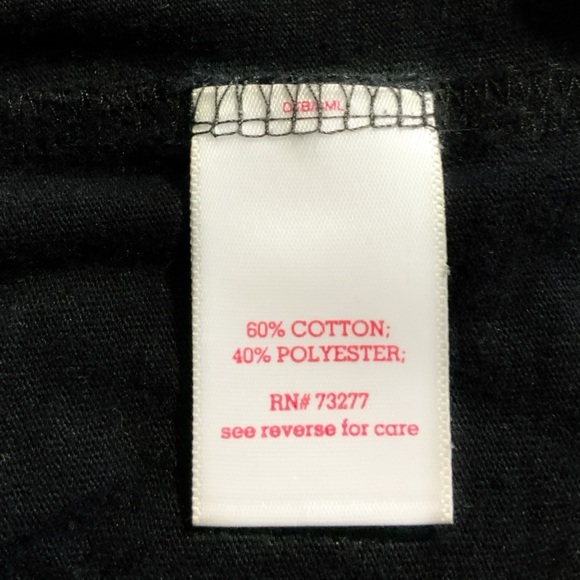 60% COTTON;
40% POLYESTER;
RN# 73277
see reverse for care